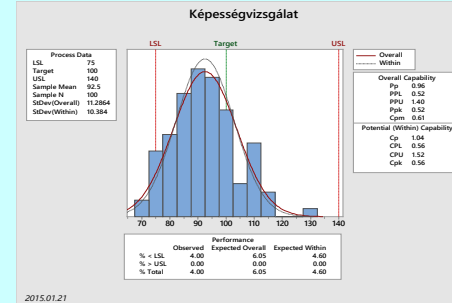 Képességvizsgálat
LSL Target USL
Process Data
LSL 75
Target 100
USL 140
Sample Mean 92.5
Sample N 100
StDev(Overall) 11.2864
StDev(Within) 10.384
Overall
Within
Overall Capability
Pp 0.96
PPL 0.52
PPU 1.40
Ppk 0.52
Cpm 0.61
Potential (Within) Capability
Cp 1.04
CPL 0.56
CPU 1.52
Cpk 0.56
70 80 90 100 110 120 130 140
Performance
Observed Expected Overall Expected Within
% < LSL 4.00 6.05 4.60
% > USL 0.00 0.00 0.00
% Total 4.00 6.05 4.60
2015.01.21